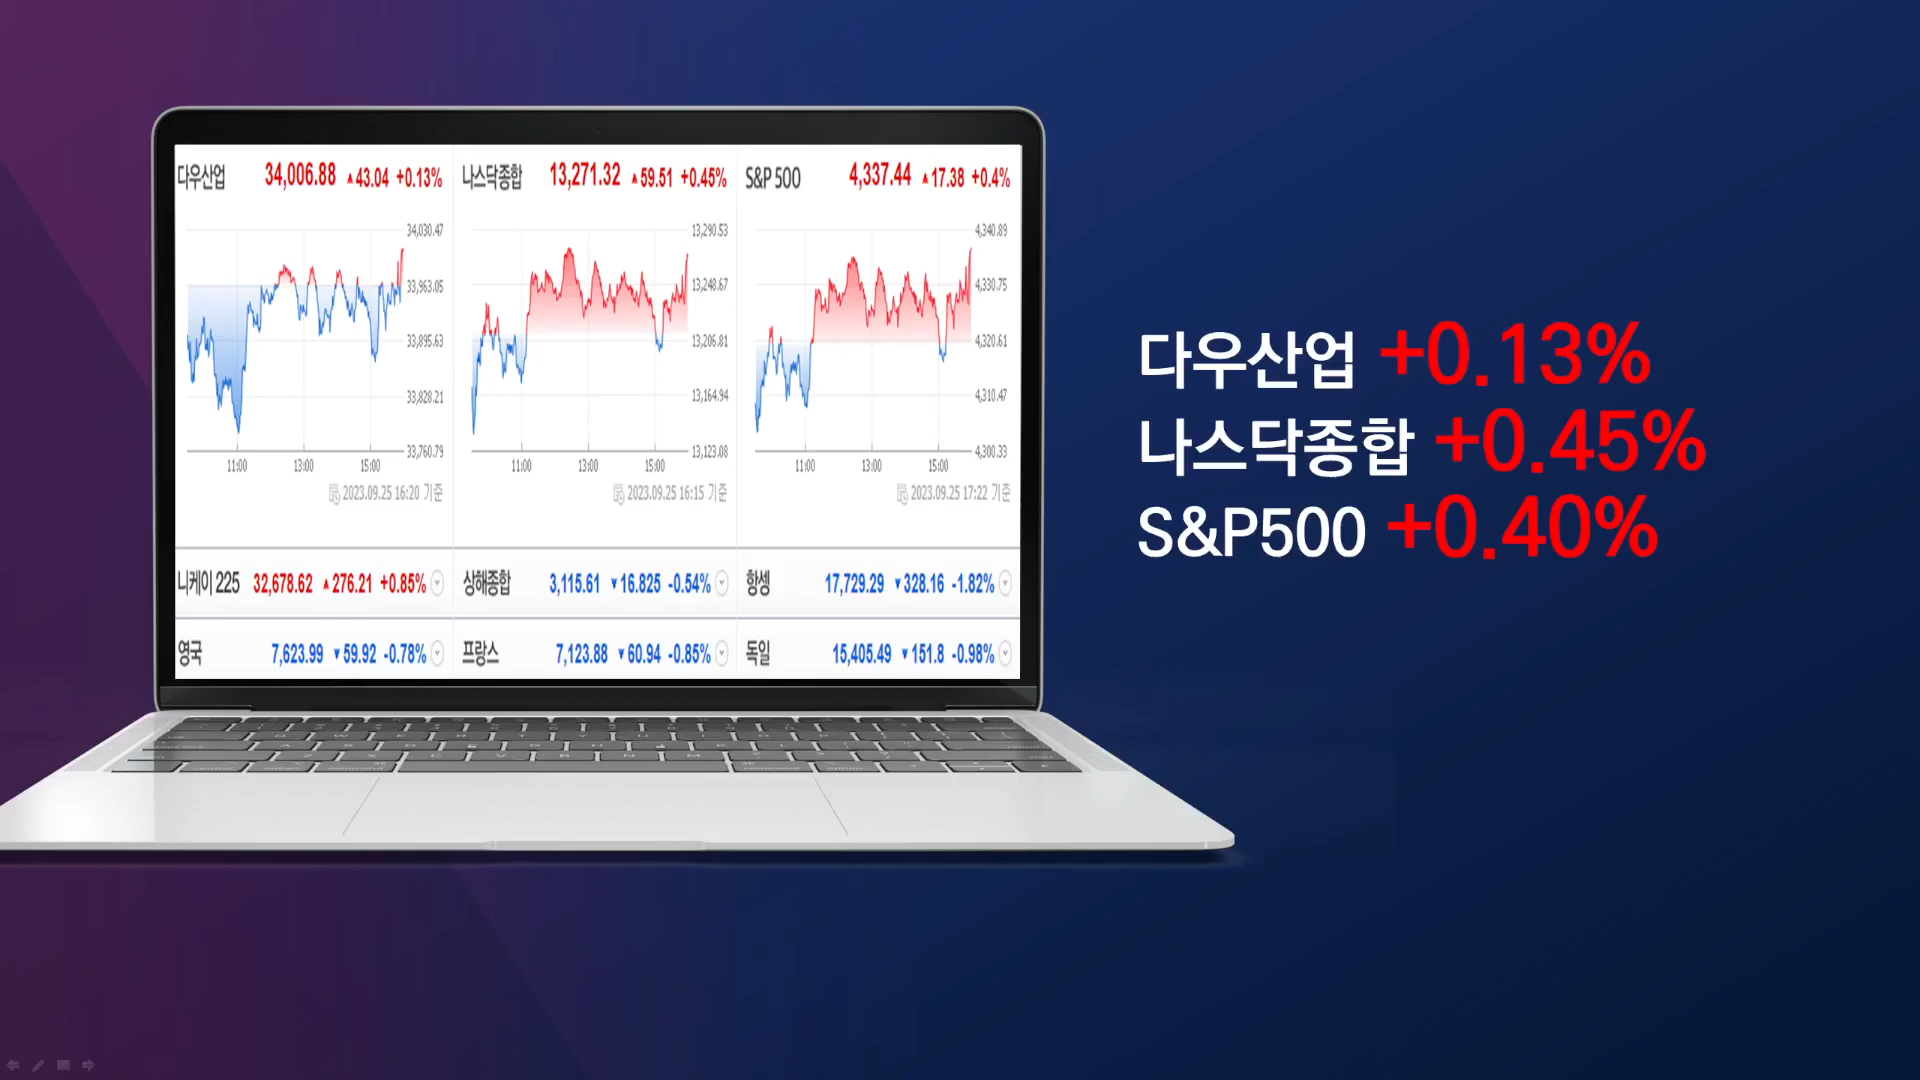 다우산업 34,006.88 ▲43.04 +0.13%
34,030.47
33,963.05
33,895.63
33,828.21
33,760.79
11:00 13:00 15:00
2023.09.25 16:20 기준
나스닥종합 13,271.32 ▲59.51 +0.45%
13,290.53
13,248.67
13,206.81
13,164.94
13,123.08
11:00 13:00 15:00
2023.09.25 16:15 기준
S&P 500 4,337.44 ▲17.38 +0.4%
4,340.89
4,330.75
4,320.61
4,310.47
4,300.33
11:00 13:00 15:00
2023.09.25 17:22 기준
니케이 225 32,678.62 ▲276.21 +0.85%
상해종합 3,115.61 ▼16.825 -0.54%
항셍 17,729.29 ▼328.16 -1.82%
영국 7,623.99 ▼59.92 -0.78%
프랑스 7,123.88 ▼60.94 -0.85%
독일 15,405.49 ▼151.8 -0.98%
다우산업 +0.13%
나스닥종합 +0.45%
S&P500 +0.40%